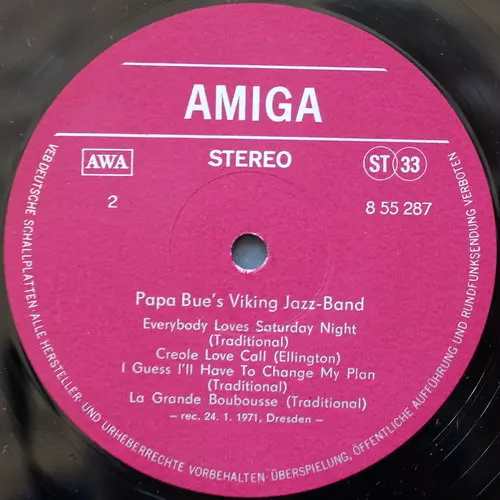 AMIGA
AWA
STEREO
ST 33
2
8 55 287
Papa Bue's Viking Jazz-Band
Everybody Loves Saturday Night
(Traditional)
Creole Love Call (Ellington)
I Guess I'll Have To Change My Plan
(Traditional)
La Grande Boubousse (Traditional)
– rec. 24. 1. 1971, Dresden –
VEB DEUTSCHE SCHALLPLATTEN · ALLE HERSTELLER- UND URHEBERRECHTE VORBEHALTEN · ÜBERSPIELUNG, ÖFFENTLICHE AUFFÜHRUNG UND RUNDFUNKSENDUNG VERBOTEN